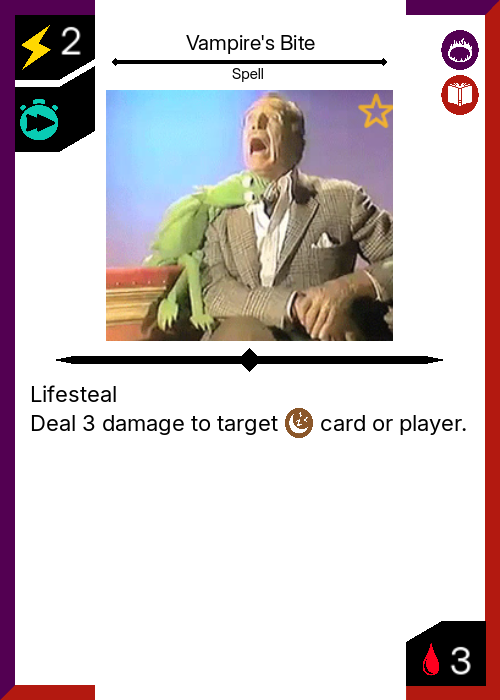 2
Vampire's Bite
Spell
Lifesteal
Deal 3 damage to target card or player.
3